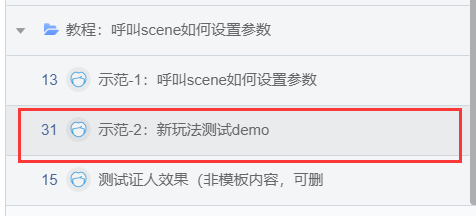 教程：呼叫scene如何设置参数
13 示范-1：呼叫scene如何设置参数
31 示范-2：新玩法测试demo
15 测试证人效果（非模板内容，可删